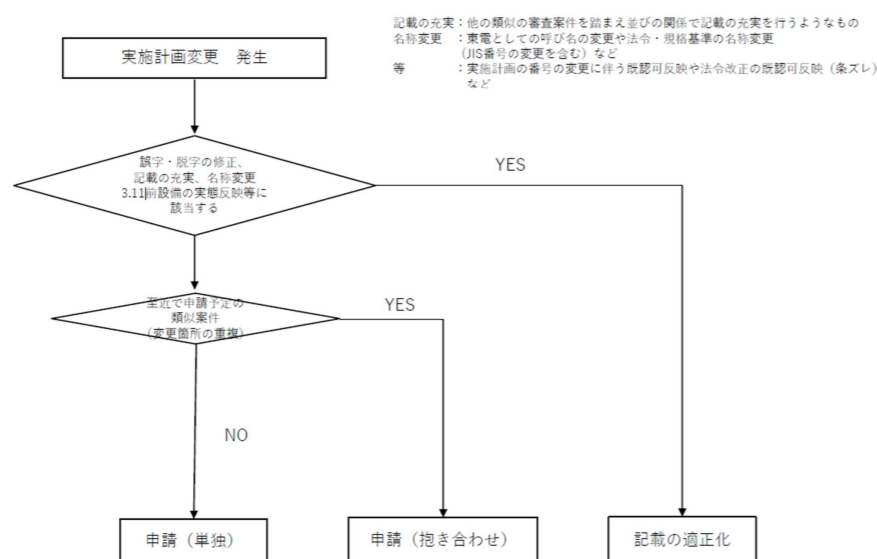 記載の充実：他の類似の審査案件を踏まえ並びの関係で記載の充実を行うようなもの
名称変更　：東電としての呼び名の変更や法令・規格基準の名称変更
（JIS番号の変更を含む）など
等　　　　：実施計画の番号の変更に伴う既認可反映や法令改正の既認可反映（条ズレ）
など
実施計画変更　発生
誤字・脱字の修正、
記載の充実、名称変更
3.11前設備の実態反映等に
該当する
YES
至近で申請予定の
類似案件
（変更箇所の重複）
YES
NO
申請（単独）
申請（抱き合わせ）
記載の適正化